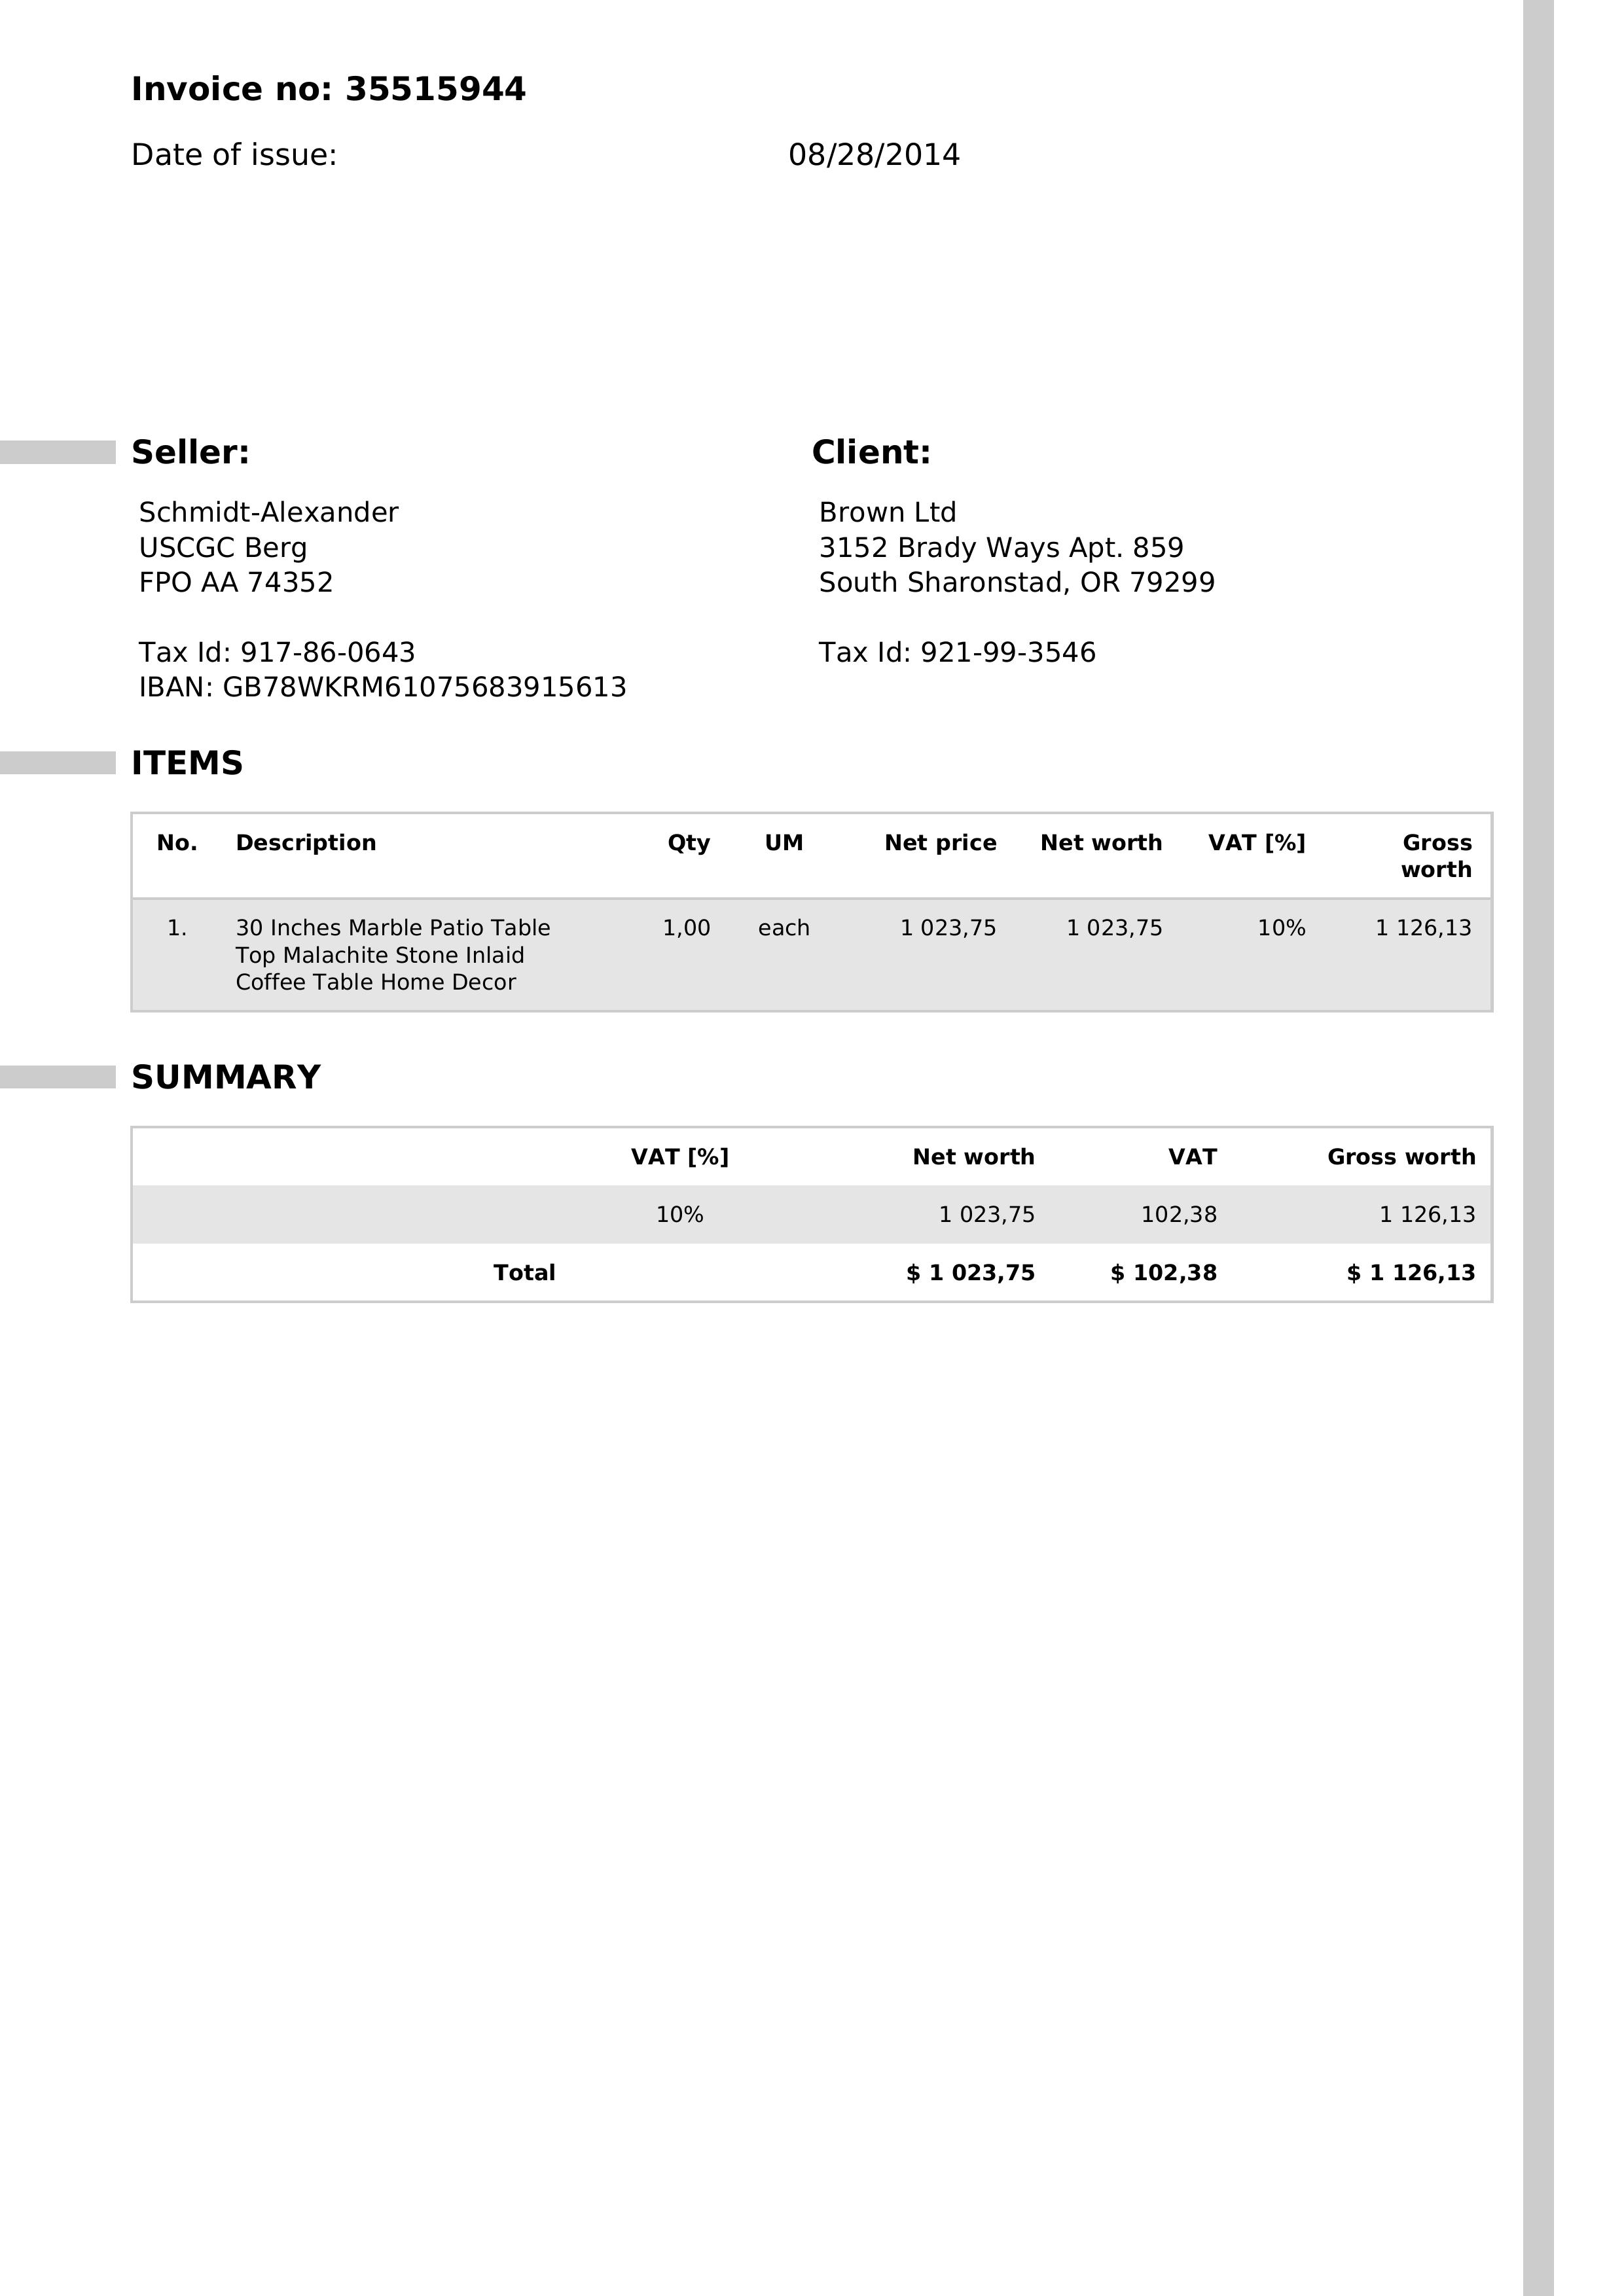 Invoice no: 35515944
Date of issue: 08/28/2014
Seller:
Schmidt-Alexander
USCGC Berg
FPO AA 74352
Tax Id: 917-86-0643
IBAN: GB78WKRM61075683915613
Client:
Brown Ltd
3152 Brady Ways Apt. 859
South Sharonstad, OR 79299
Tax Id: 921-99-3546
ITEMS
No. Description Qty UM Net price Net worth VAT [%] Gross
worth
1. 30 Inches Marble Patio Table 1,00 each 1 023,75 1 023,75 10% 1 126,13
Top Malachite Stone Inlaid
Coffee Table Home Decor
SUMMARY
VAT [%] Net worth VAT Gross worth
10% 1 023,75 102,38 1 126,13
Total $ 1 023,75 $ 102,38 $ 1 126,13